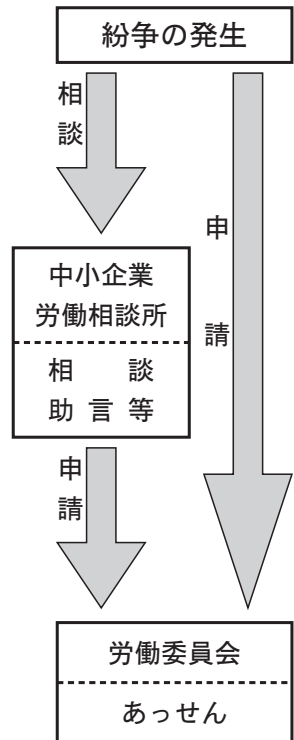 紛争の発生
相談
申請
中小企業
労働相談所
相談
助言等
申請
労働委員会
あっせん